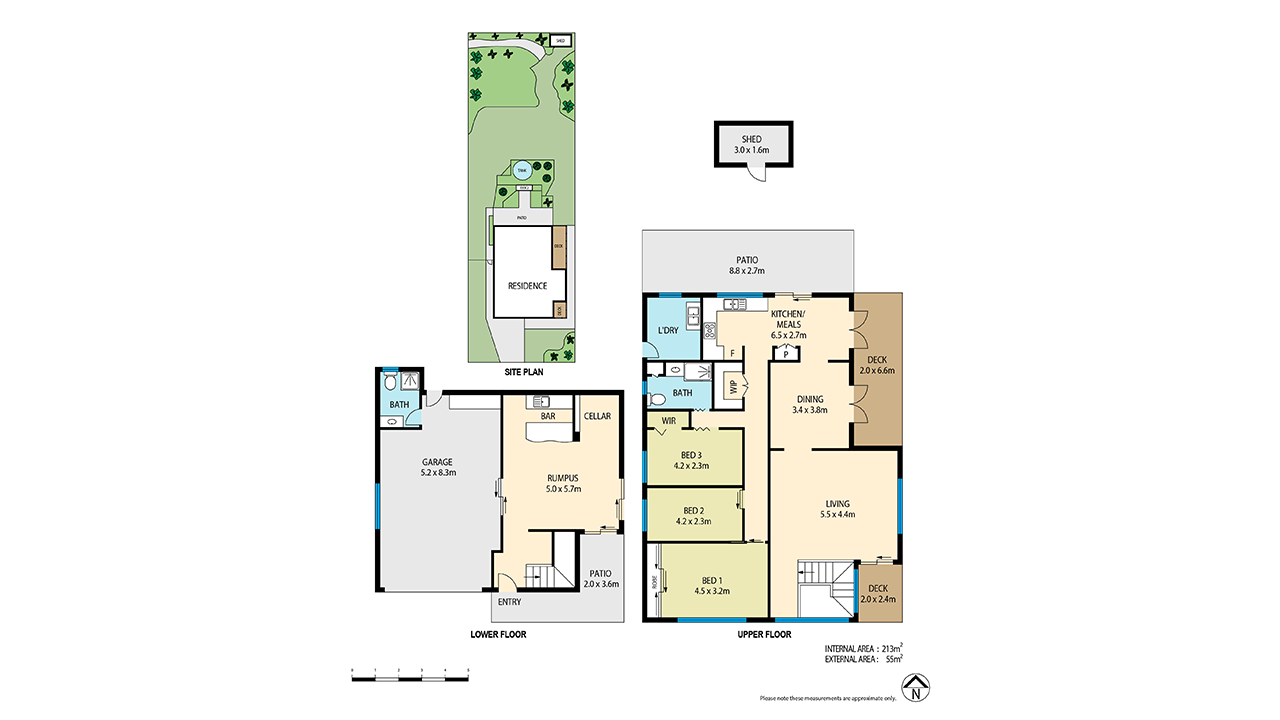 SHED
TANK
DECK
PATIO
DECK
RESIDENCE
DECK
SITE PLAN
SHED
3.0 x 1.6m
BATH
GARAGE
5.2 x 8.3m
BAR
CELLAR
RUMPUS
5.0 x 5.7m
PATIO
2.0 x 3.6m
ENTRY
LOWER FLOOR
PATIO
8.8 x 2.7m
L'DRY
KITCHEN/
MEALS
6.5 x 2.7m
F
P
DECK
2.0 x 6.6m
BATH
WIP
DINING
3.4 x 3.8m
WIR
BED 3
4.2 x 2.3m
BED 2
4.2 x 2.3m
LIVING
5.5 x 4.4m
ROBE
BED 1
4.5 x 3.2m
DECK
2.0 x 2.4m
UPPER FLOOR
INTERNAL AREA : 213m²
EXTERNAL AREA : 55m²
0 1 2 3 4 5
Please note these measurements are approximate only.
N